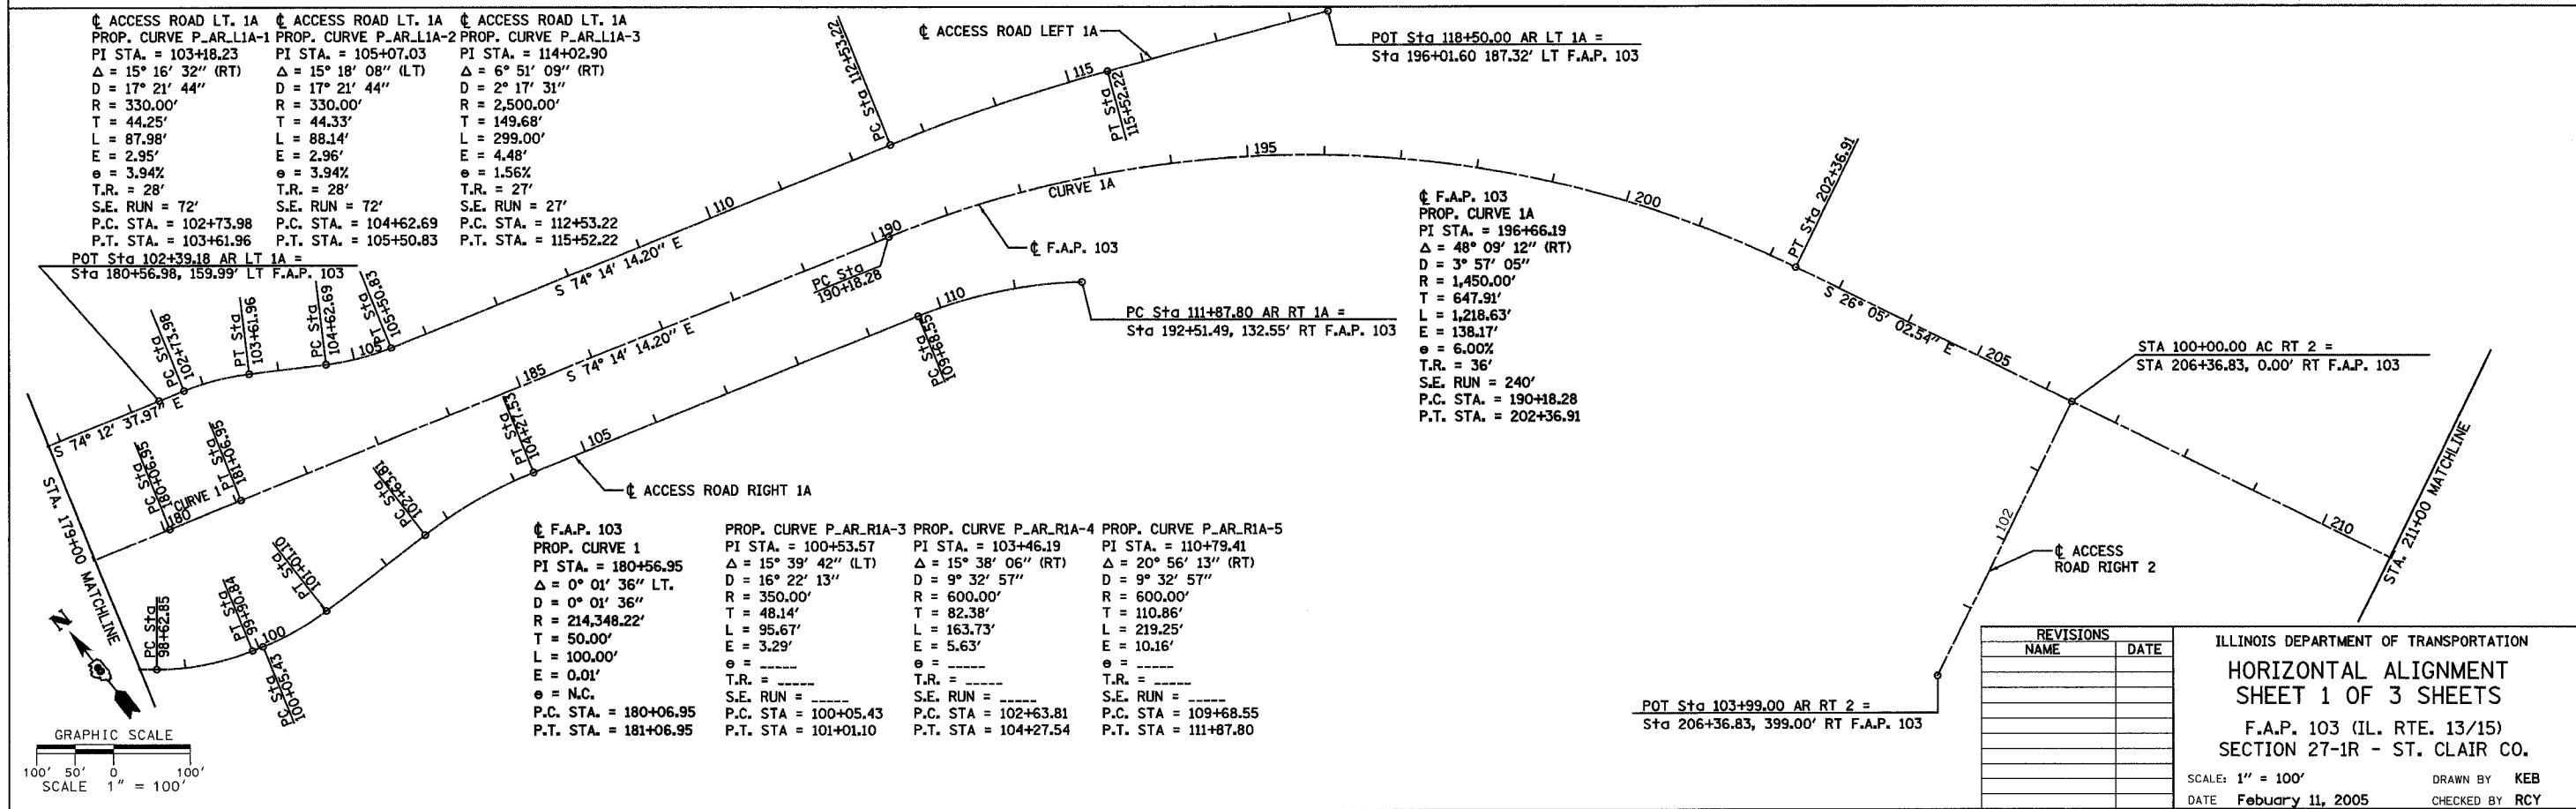 ℄ ACCESS ROAD LT. 1A
PROP. CURVE P_AR_L1A-1
PI STA. = 103+18.23
Δ = 15° 16' 32" (RT)
D = 17° 21' 44"
R = 330.00'
T = 44.25'
L = 87.98'
E = 2.95'
e = 3.94%
T.R. = 28'
S.E. RUN = 72'
P.C. STA. = 102+73.98
P.T. STA. = 103+61.96
℄ ACCESS ROAD LT. 1A
PROP. CURVE P_AR_L1A-2
PI STA. = 105+07.03
Δ = 15° 18' 08" (LT)
D = 17° 21' 44"
R = 330.00'
T = 44.33'
L = 88.14'
E = 2.96'
e = 3.94%
T.R. = 28'
S.E. RUN = 72'
P.C. STA. = 104+62.69
P.T. STA. = 105+50.83
℄ ACCESS ROAD LT. 1A
PROP. CURVE P_AR_L1A-3
PI STA. = 114+02.90
Δ = 6° 51' 09" (RT)
D = 2° 17' 31"
R = 2,500.00'
T = 149.68'
L = 299.00'
E = 4.48'
e = 1.56%
T.R. = 27'
S.E. RUN = 27'
P.C. STA. = 112+53.22
P.T. STA. = 115+52.22
POT Sta 102+39.18 AR LT 1A =
Sta 180+56.98, 159.99' LT F.A.P. 103
PC Sta
102+73.98
PT Sta
103+61.96
PC Sta
104+62.69
PT Sta
105+50.83
105
S 74° 14' 14.20" E
110
PC Sta 112+53.22
℄ ACCESS ROAD LEFT 1A
115
PT Sta
115+52.22
POT Sta 118+50.00 AR LT 1A =
Sta 196+01.60 187.32' LT F.A.P. 103
S 74° 12' 37.97" E
STA. 179+00 MATCHLINE
PC Sta
180+06.95
CURVE 1
180
PT Sta
181+06.95
185
S 74° 14' 14.20" E
PC Sta
190+18.28
190
℄ F.A.P. 103
CURVE 1A
195
200
PT Sta 202+36.91
S 26° 05' 02.54" E
205
210
STA. 211+00 MATCHLINE
℄ F.A.P. 103
PROP. CURVE 1A
PI STA. = 196+66.19
Δ = 48° 09' 12" (RT)
D = 3° 57' 05"
R = 1,450.00'
T = 647.91'
L = 1,218.63'
E = 138.17'
e = 6.00%
T.R. = 36'
S.E. RUN = 240'
P.C. STA. = 190+18.28
P.T. STA. = 202+36.91
STA 100+00.00 AC RT 2 =
STA 206+36.83, 0.00' RT F.A.P. 103
102
℄ ACCESS
ROAD RIGHT 2
POT Sta 103+99.00 AR RT 2 =
Sta 206+36.83, 399.00' RT F.A.P. 103
PC Sta
98+62.85
PT Sta
99+90.84
100
PC Sta
100+05.43
PT Sta
101+01.10
PC Sta
102+63.81
PT Sta
104+27.53
105
℄ ACCESS ROAD RIGHT 1A
PC Sta
109+68.55
110
PC Sta 111+87.80 AR RT 1A =
Sta 192+51.49, 132.55' RT F.A.P. 103
℄ F.A.P. 103
PROP. CURVE 1
PI STA. = 180+56.95
Δ = 0° 01' 36" LT.
D = 0° 01' 36"
R = 214,348.22'
T = 50.00'
L = 100.00'
E = 0.01'
e = N.C.
P.C. STA. = 180+06.95
P.T. STA. = 181+06.95
PROP. CURVE P_AR_R1A-3
PI STA. = 100+53.57
Δ = 15° 39' 42" (LT)
D = 16° 22' 13"
R = 350.00'
T = 48.14'
L = 95.67'
E = 3.29'
e = _____
T.R. = _____
S.E. RUN = _____
P.C. STA = 100+05.43
P.T. STA = 101+01.10
PROP. CURVE P_AR_R1A-4
PI STA. = 103+46.19
Δ = 15° 38' 06" (RT)
D = 9° 32' 57"
R = 600.00'
T = 82.38'
L = 163.73'
E = 5.63'
e = _____
T.R. = _____
S.E. RUN = _____
P.C. STA = 102+63.81
P.T. STA = 104+27.54
PROP. CURVE P_AR_R1A-5
PI STA. = 110+79.41
Δ = 20° 56' 13" (RT)
D = 9° 32' 57"
R = 600.00'
T = 110.86'
L = 219.25'
E = 10.16'
e = _____
T.R. = _____
S.E. RUN = _____
P.C. STA = 109+68.55
P.T. STA = 111+87.80
N
GRAPHIC SCALE
100' 50' 0 100'
SCALE 1" = 100'
REVISIONS
NAME DATE
ILLINOIS DEPARTMENT OF TRANSPORTATION
HORIZONTAL ALIGNMENT
SHEET 1 OF 3 SHEETS
F.A.P. 103 (IL. RTE. 13/15)
SECTION 27-1R - ST. CLAIR CO.
SCALE: 1" = 100' DRAWN BY KEB
DATE Febuary 11, 2005 CHECKED BY RCY